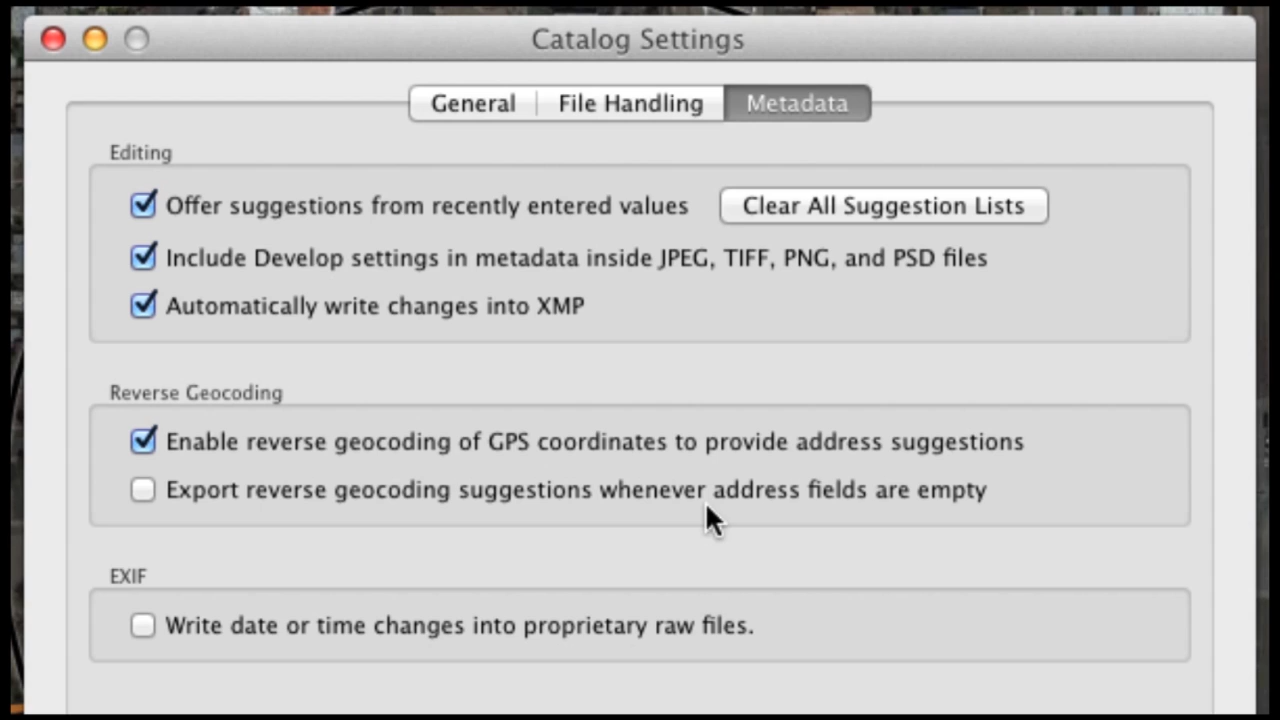 Catalog Settings
General
File Handling
Metadata
Editing
Offer suggestions from recently entered values
Clear All Suggestion Lists
Include Develop settings in metadata inside JPEG, TIFF, PNG, and PSD files
Automatically write changes into XMP
Reverse Geocoding
Enable reverse geocoding of GPS coordinates to provide address suggestions
Export reverse geocoding suggestions whenever address fields are empty
EXIF
Write date or time changes into proprietary raw files.